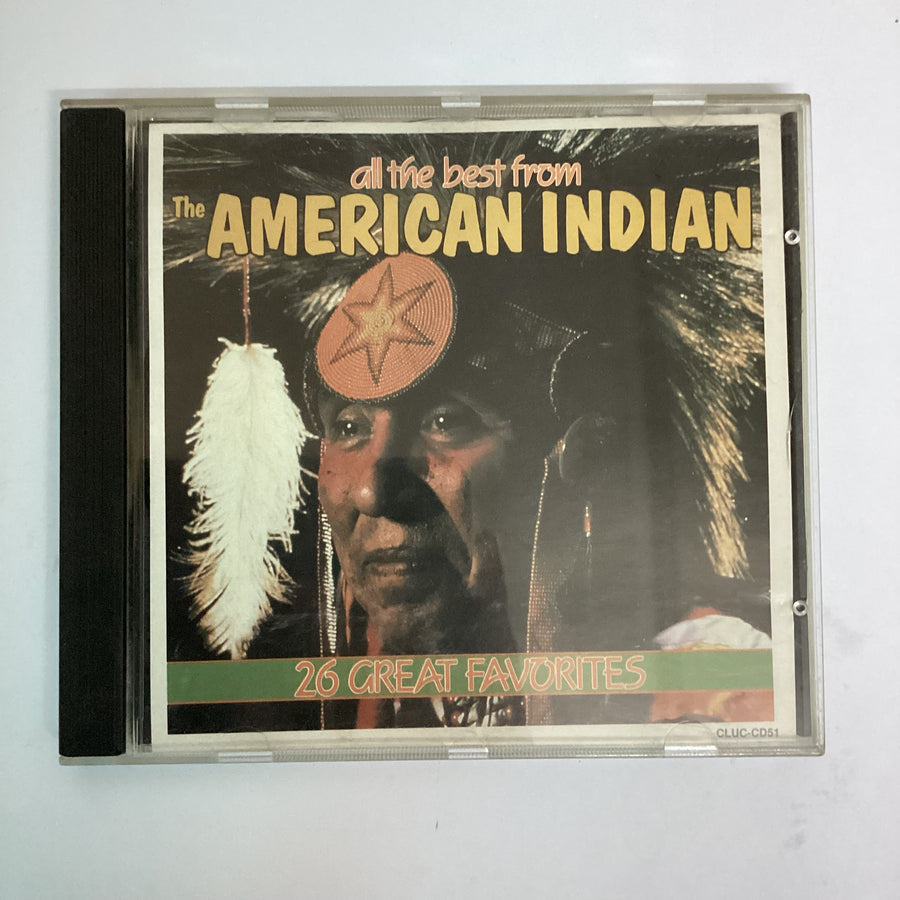 all the best from
The AMERICAN INDIAN
26 GREAT FAVORITES
CLUC-CD51